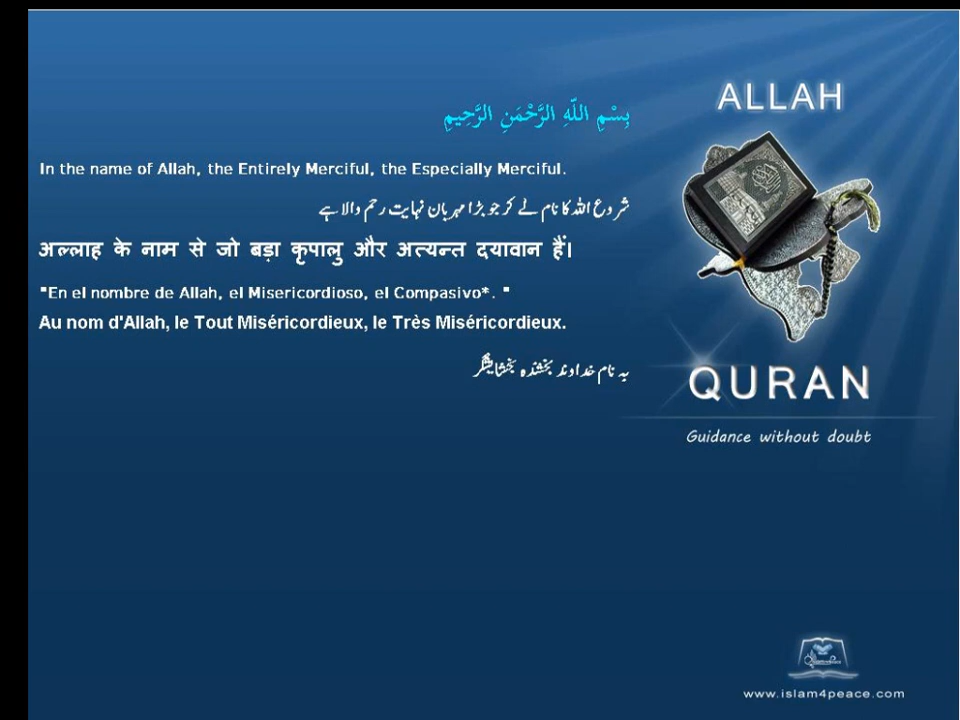 بِسْمِ اللَّهِ الرَّحْمَنِ الرَّحِيمِ
In the name of Allah, the Entirely Merciful, the Especially Merciful.
شروع اللہ کا نام لے کر جو بڑا مہربان نہایت رحم والا ہے
अल्लाह के नाम से जो बड़ा कृपालु और अत्यन्त दयावान हैं।
"En el nombre de Allah, el Misericordioso, el Compasivo*. "
Au nom d'Allah, le Tout Miséricordieux, le Très Miséricordieux.
به نام خداوند بخشنده بخشایشگر
ALLAH
QURAN
Guidance without doubt
www.islam4peace.com